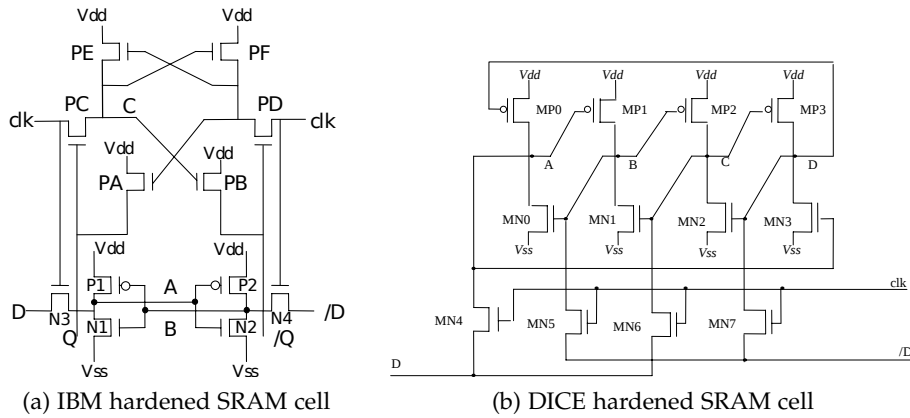 Vdd Vdd
PE PF
PC C PD
clk clk
Vdd Vdd
PA PB
Vdd Vdd
P1 A P2
D N3 N1 B N2 N4 /D
Q /Q
Vss Vss
(a) IBM hardened SRAM cell
Vdd Vdd Vdd Vdd
MP0 MP1 MP2 MP3
A B C D
MN0 MN1 MN2 MN3
Vss Vss Vss Vss
clk
MN4 MN5 MN6 MN7
/D
D
(b) DICE hardened SRAM cell